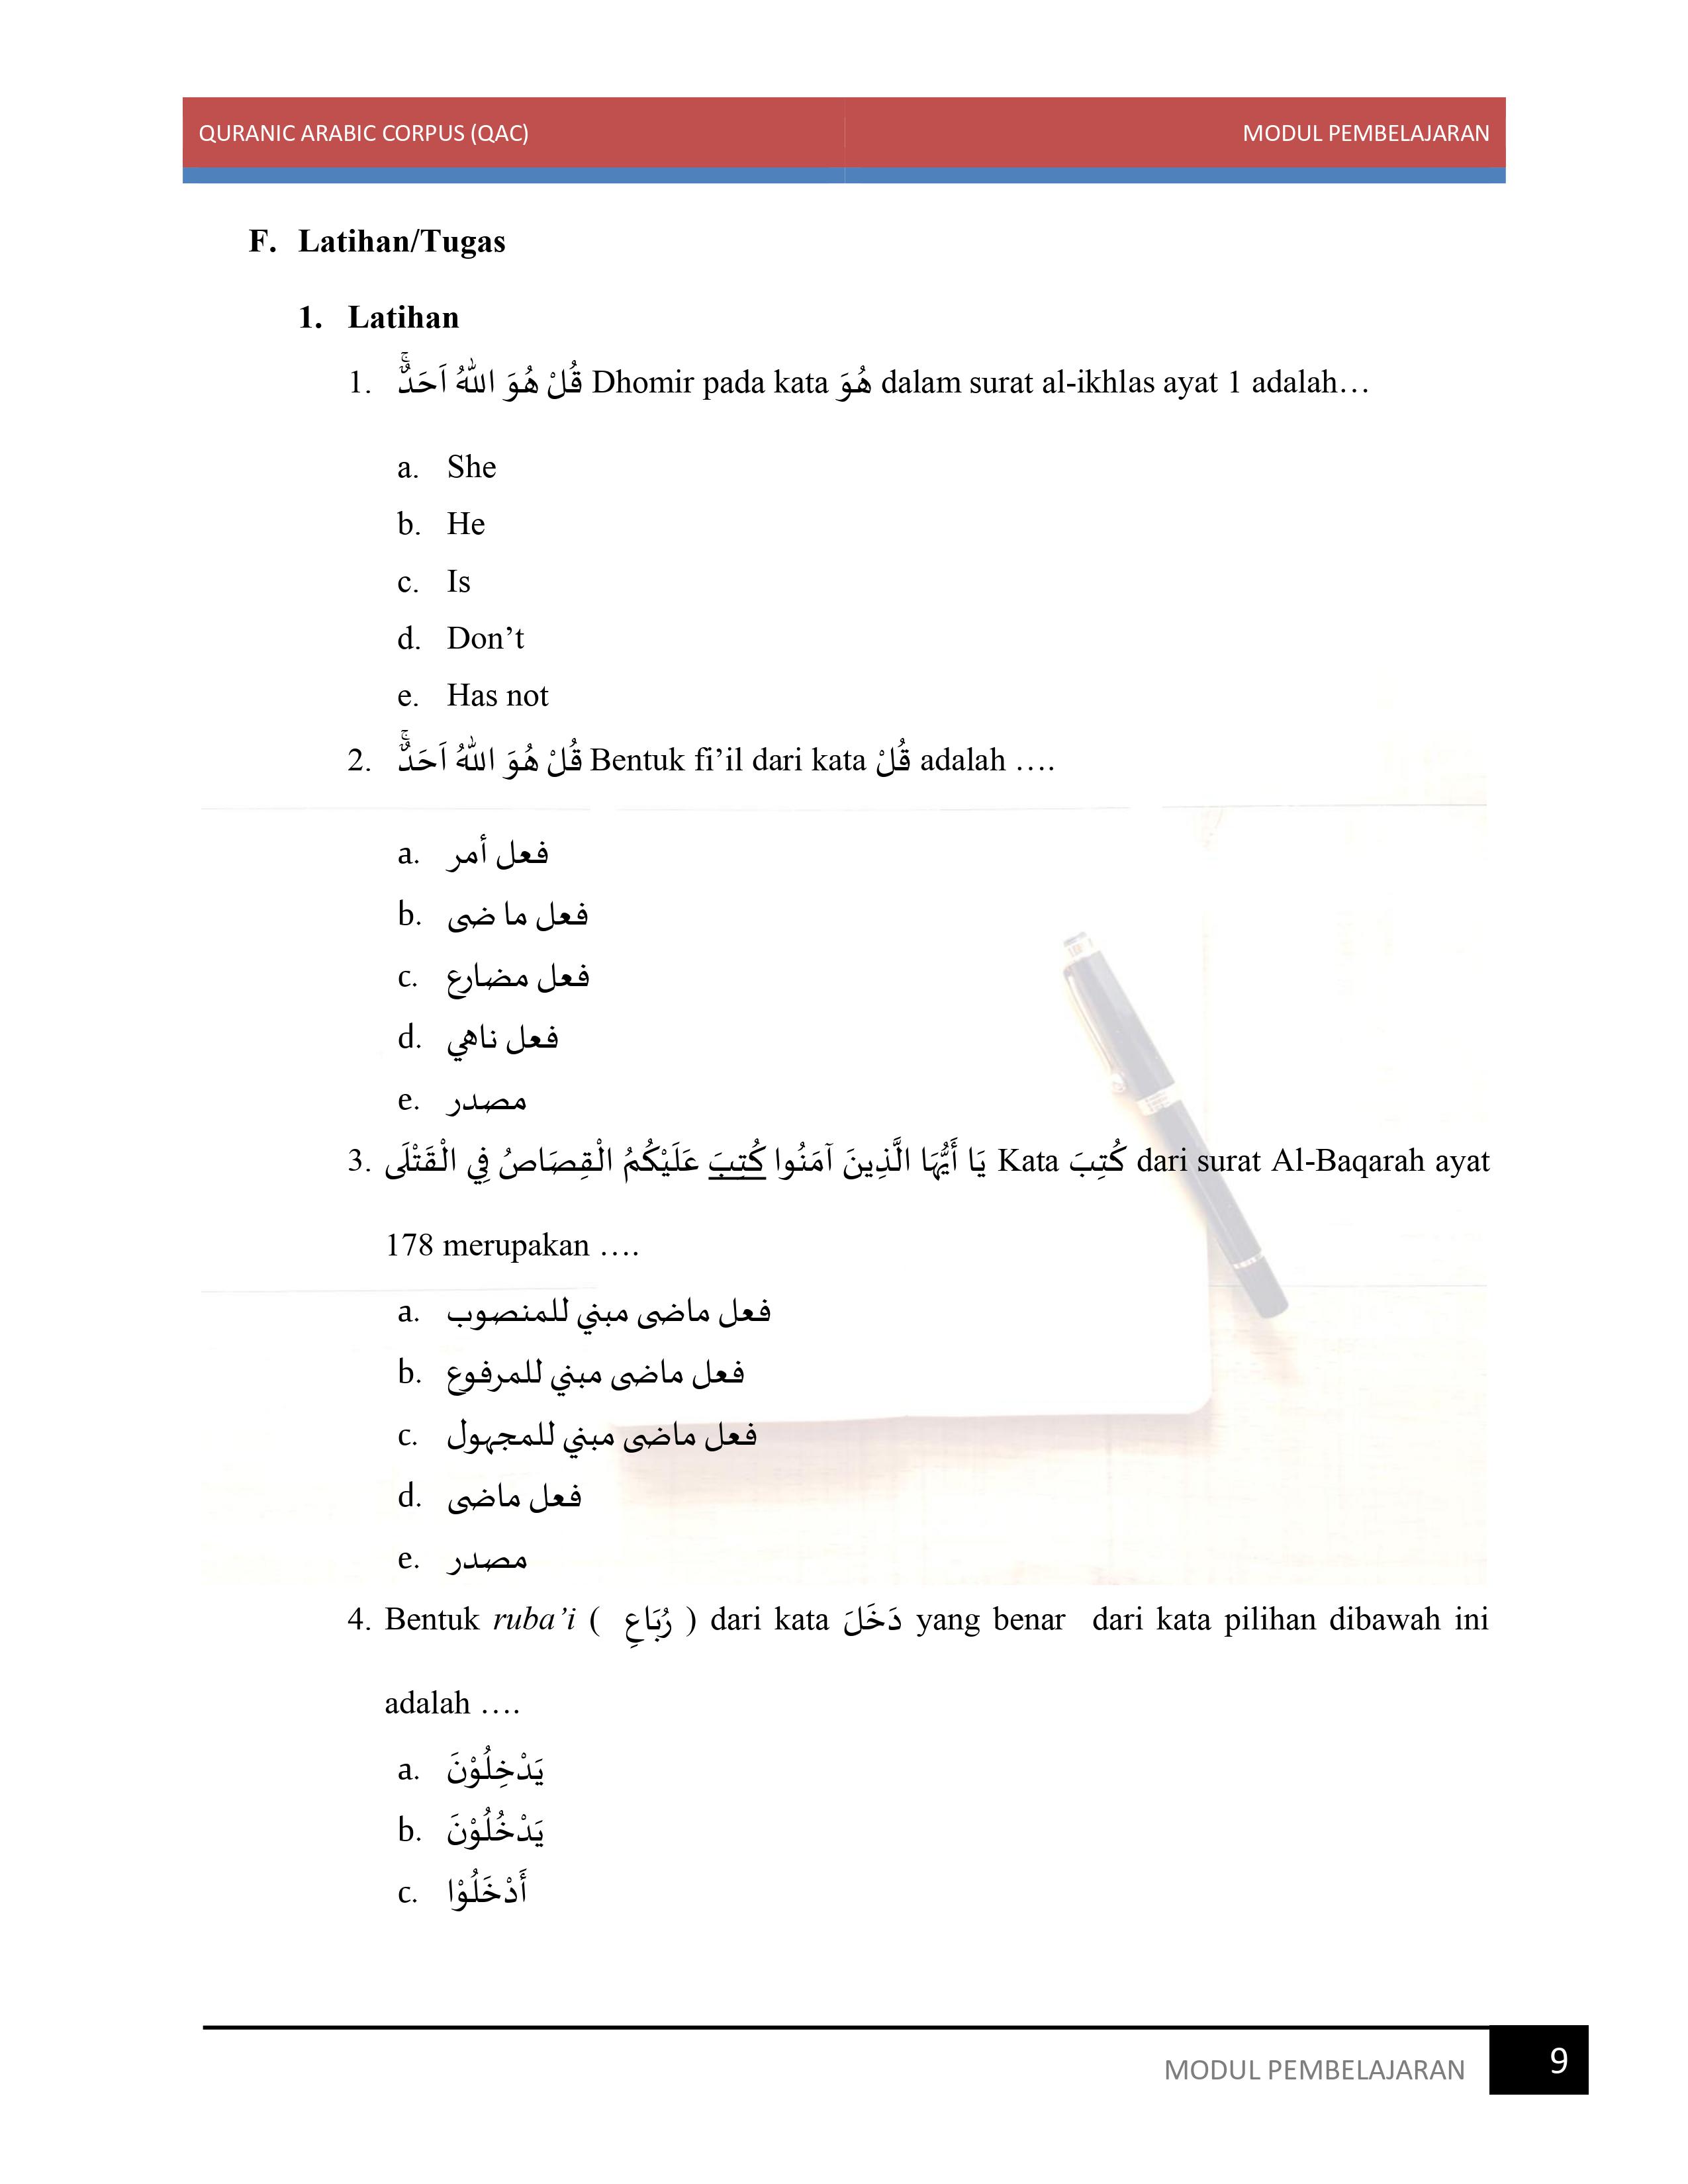 QURANIC ARABIC CORPUS (QAC) MODUL PEMBELAJARAN
F. Latihan/Tugas
1. Latihan
1. قُلْ هُوَ اللّٰهُ اَحَدٌۚ Dhomir pada kata هُوَ dalam surat al-ikhlas ayat 1 adalah…
a. She
b. He
c. Is
d. Don’t
e. Has not
2. قُلْ هُوَ اللّٰهُ اَحَدٌۚ Bentuk fi’il dari kata قُلْ adalah ….
a. فعل أمر
b. فعل ما ضى
c. فعل مضارع
d. فعل ناهي
e. مصدر
3. يَا أَيُّهَا الَّذِينَ آمَنُوا كُتِبَ عَلَيْكُمُ الْقِصَاصُ فِي الْقَتْلَى Kata كُتِبَ dari surat Al-Baqarah ayat
178 merupakan ….
a. فعل ماضى مبني للمنصوب
b. فعل ماضى مبني للمرفوع
c. فعل ماضى مبني للمجهول
d. فعل ماضى
e. مصدر
4. Bentuk ruba’i ( رُبَاعِ ) dari kata دَخَلَ yang benar dari kata pilihan dibawah ini
adalah ….
a. يَدْخِلُوْنَ
b. يَدْخُلُوْنَ
c. أَدْخَلُوْا
MODUL PEMBELAJARAN 9